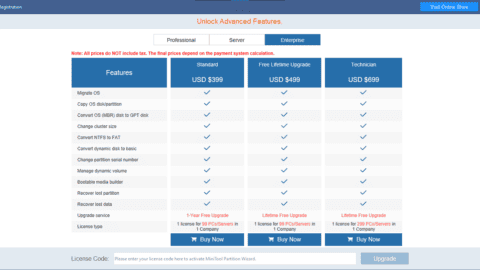 Registration
Visit Online Store
Unlock Advanced Features.
Professional
Server
Enterprise
Note: All prices do NOT include tax. The final prices depend on the payment system calculation.
Features
Standard
USD $399
Free Lifetime Upgrade
USD $499
Technician
USD $699
Migrate OS
Copy OS disk/partition
Convert OS (MBR) disk to GPT disk
Change cluster size
Convert NTFS to FAT
Convert dynamic disk to basic
Change partition serial number
Manage dynamic volume
Bootable media builder
Recover lost partition
Recover lost data
Upgrade service
1-Year Free Upgrade
Lifetime Free Upgrade
Lifetime Free Upgrade
License type
1 license for 99 PCs/Servers in
1 Company
1 license for 99 PCs/Servers in
1 Company
1 license for 299 PCs/Servers in
1 Company
Buy Now
Buy Now
Buy Now
License Code:
Please enter your license code here to activate MiniTool Partition Wizard.
Upgrade